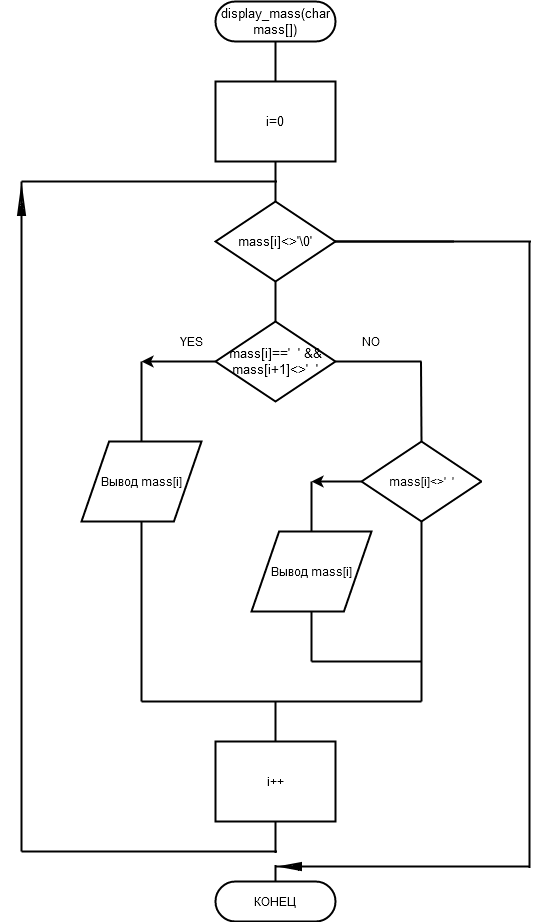 display_mass(char
mass[])
i=0
mass[i]<>'\0'
YES
NO
mass[i]==' ' &&
mass[i+1]<>' '
Вывод mass[i]
mass[i]<>' '
Вывод mass[i]
i++
КОНЕЦ